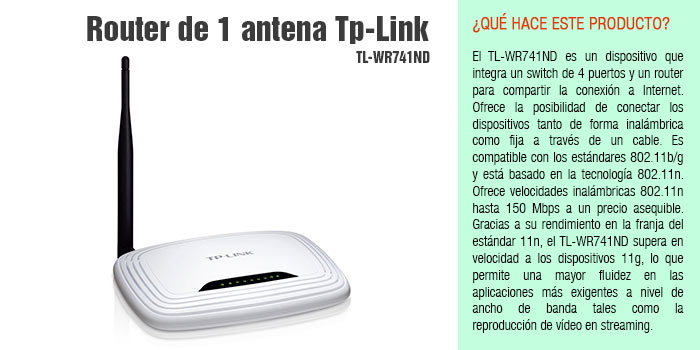 Router de 1 antena Tp-Link
TL-WR741ND
TP-LINK
¿QUÉ HACE ESTE PRODUCTO?
El TL-WR741ND es un dispositivo que
integra un switch de 4 puertos y un router
para compartir la conexión a Internet.
Ofrece la posibilidad de conectar los
dispositivos tanto de forma inalámbrica
como fija a través de un cable. Es
compatible con los estándares 802.11b/g
y está basado en la tecnología 802.11n.
Ofrece velocidades inalámbricas 802.11n
hasta 150 Mbps a un precio asequible.
Gracias a su rendimiento en la franja del
estándar 11n, el TL-WR741ND supera en
velocidad a los dispositivos 11g, lo que
permite una mayor fluidez en las
aplicaciones más exigentes a nivel de
ancho de banda tales como la
reproducción de vídeo en streaming.